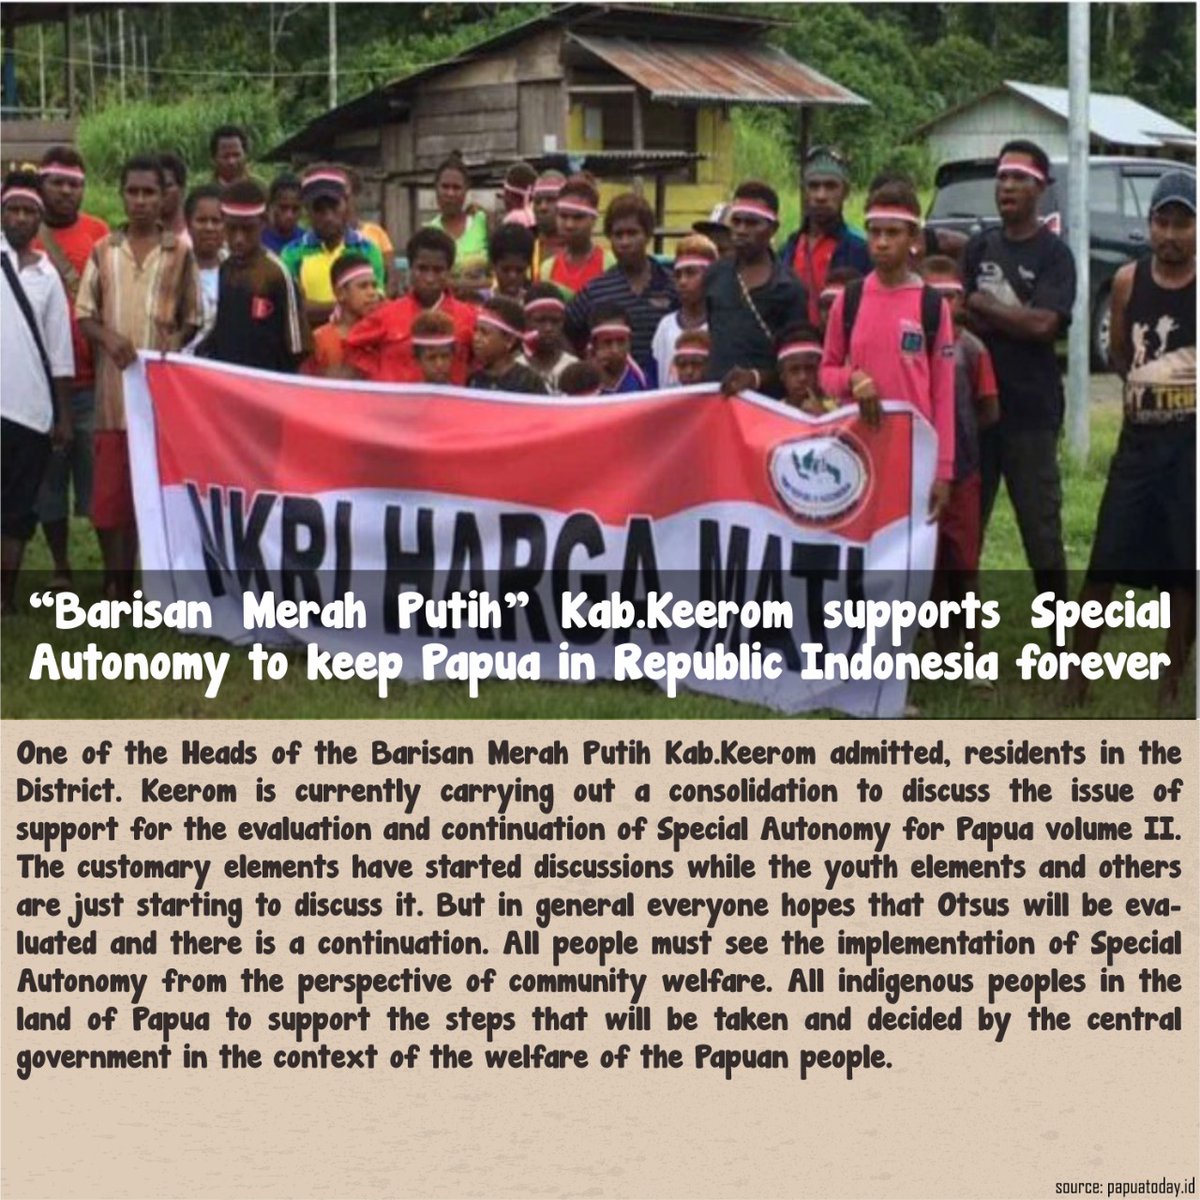 NKRI HARGA MATI
“Barisan Merah Putih” Kab.Keerom supports Special
Autonomy to keep Papua in Republic Indonesia forever
One of the Heads of the Barisan Merah Putih Kab.Keerom admitted, residents in the
District. Keerom is currently carrying out a consolidation to discuss the issue of
support for the evaluation and continuation of Special Autonomy for Papua volume II.
The customary elements have started discussions while the youth elements and others
are just starting to discuss it. But in general everyone hopes that Otsus will be eva-
luated and there is a continuation. All people must see the implementation of Special
Autonomy from the perspective of community welfare. All indigenous peoples in the
land of Papua to support the steps that will be taken and decided by the central
government in the context of the welfare of the Papuan people.
source: papuatoday.id